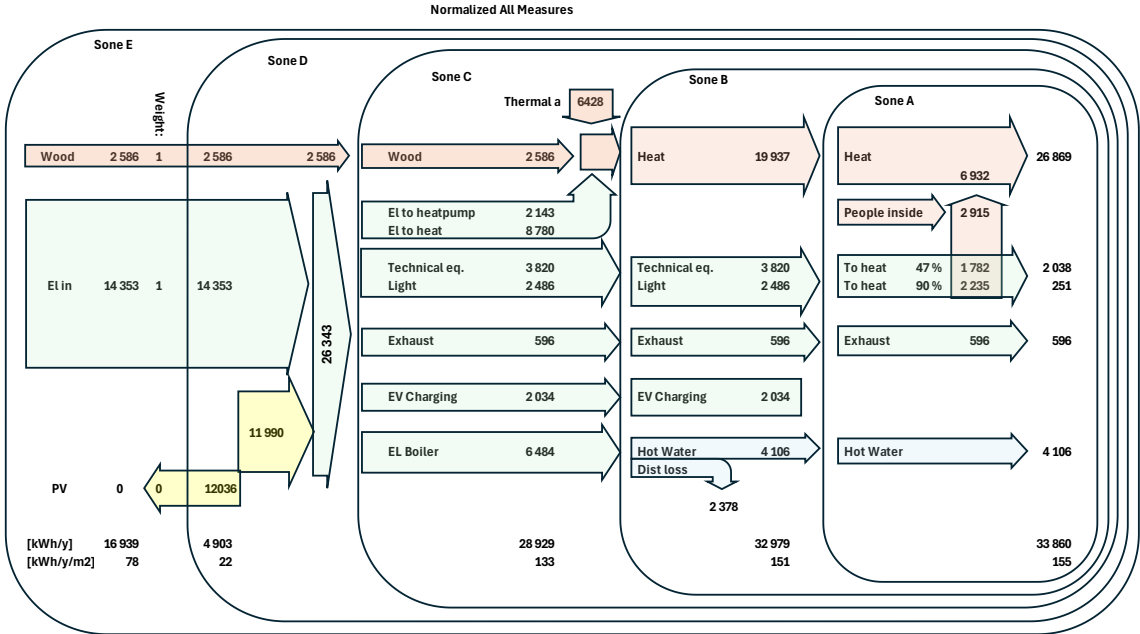 Normalized All Measures
Sone E
Sone D
Sone C
Sone B
Sone A
Weight:
Thermal a 6428
Wood 2 586 1 2 586 2 586
Wood 2 586
Heat 19 937
Heat 26 869
6 932
El to heatpump 2 143
El to heat 8 780
People inside 2 915
El in 14 353 1 14 353
26 343
Technical eq. 3 820
Light 2 486
Technical eq. 3 820
Light 2 486
To heat 47 % 1 782 2 038
To heat 90 % 2 235 251
Exhaust 596
Exhaust 596
Exhaust 596 596
EV Charging 2 034
EV Charging 2 034
11 990
EL Boiler 6 484
Hot Water 4 106
Dist loss
2 378
Hot Water 4 106
PV 0 0 12036
[kWh/y] 16 939 4 903 28 929 32 979 33 860
[kWh/y/m2] 78 22 133 151 155